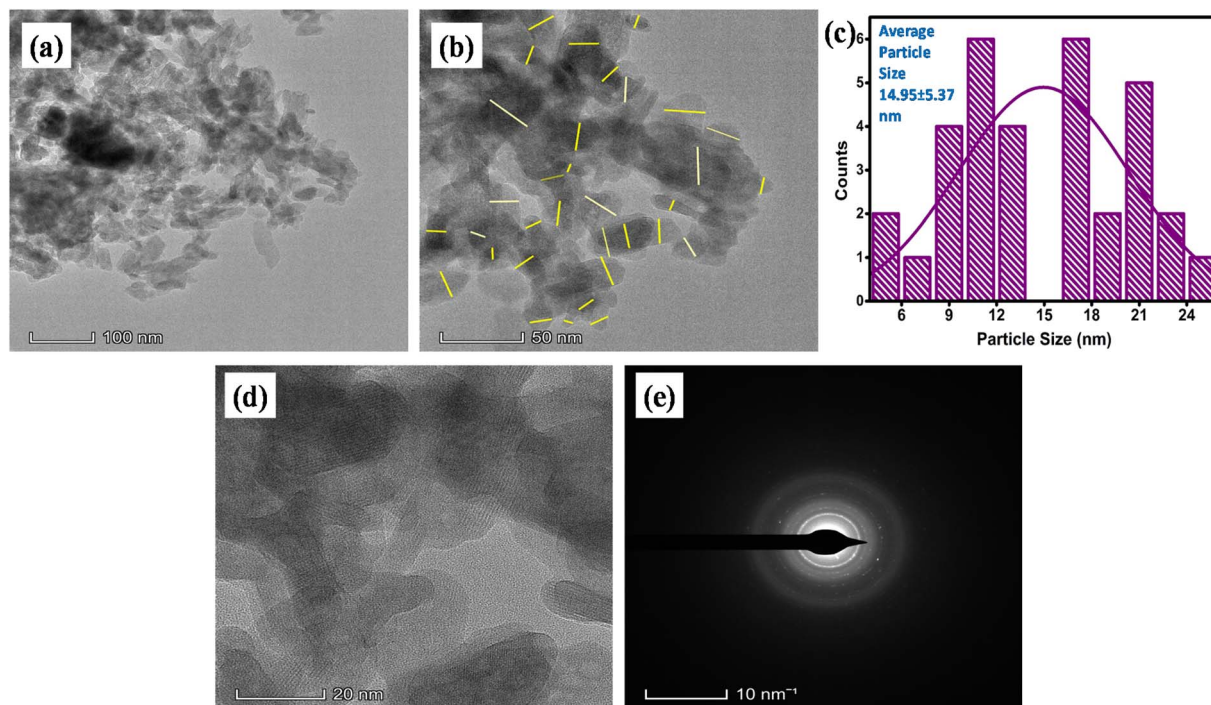 (a)
100 nm
(b)
50 nm
(c)
Average
Particle
Size
14.95±5.37
nm
Counts
6
5
4
3
2
1
0
6 9 12 15 18 21 24
Particle Size (nm)
(d)
20 nm
(e)
10 nm⁻¹